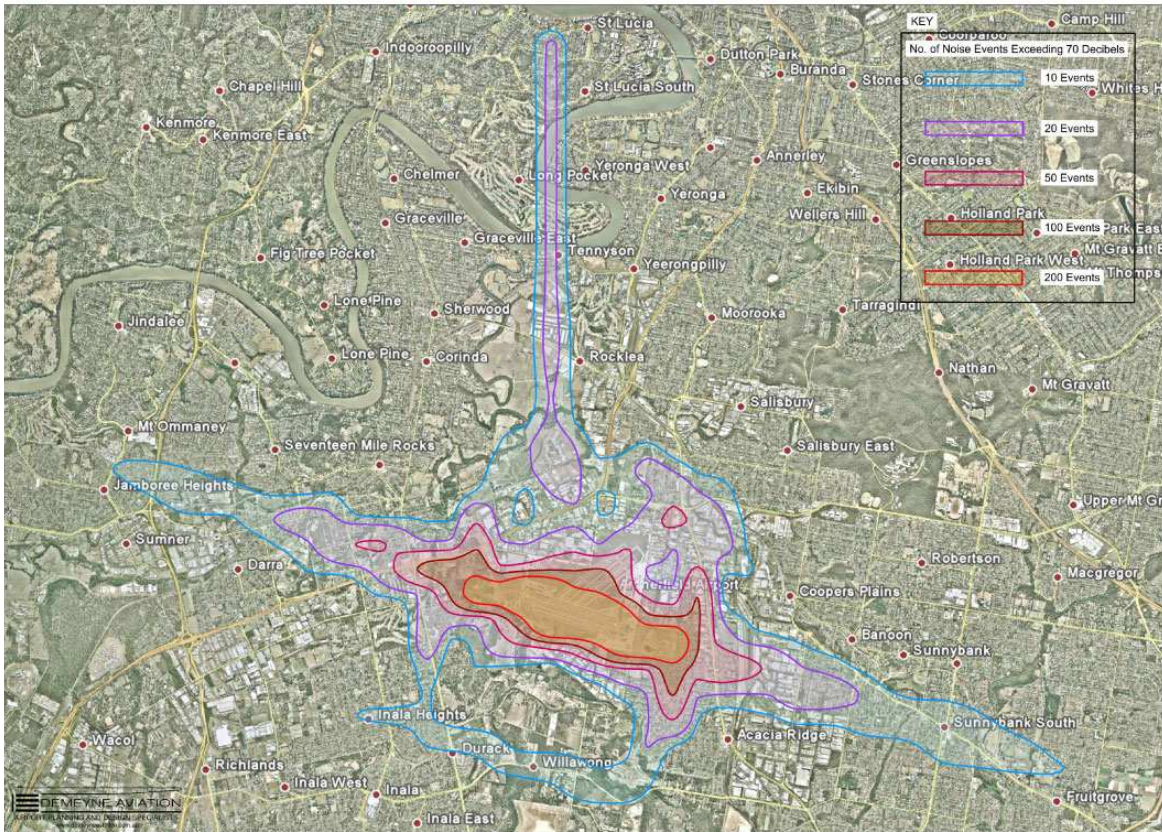 KEY
No. of Noise Events Exceeding 70 Decibels
10 Events
20 Events
50 Events
100 Events
200 Events
St Lucia
Camp Hill
Coorparoo
Indooroopilly
Dutton Park
Buranda
Stones Corner
Chapel Hill
St Lucia South
Whites H
Kenmore
Kenmore East
Annerley
Greenslopes
Yeronga West
Chelmer
Long Pocket
Yeronga
Ekibin
Holland Park
Wellers Hill
Park East
Graceville
Graceville East
Tennyson
Mt Gravatt E
Fig Tree Pocket
Yeerongpilly
Holland Park West
Thomps
Lone Pine
Sherwood
Moorooka
Tarragindi
Jindalee
Lone Pine
Corinda
Rocklea
Nathan
Mt Gravatt
Salisbury
Mt Ommaney
Seventeen Mile Rocks
Salisbury East
Jamboree Heights
Upper Mt Gr
Sumner
Darra
Robertson
Archerfield Airport
Macgregor
Coopers Plains
Banoon
Sunnybank
Inala Heights
Sunnybank South
Wacol
Acacia Ridge
Durack
Willawong
Richlands
Inala West
Inala
Fruitgrove
Inala East
DEMEYNE AVIATION
AIRPORT PLANNING AND DESIGN SPECIALISTS